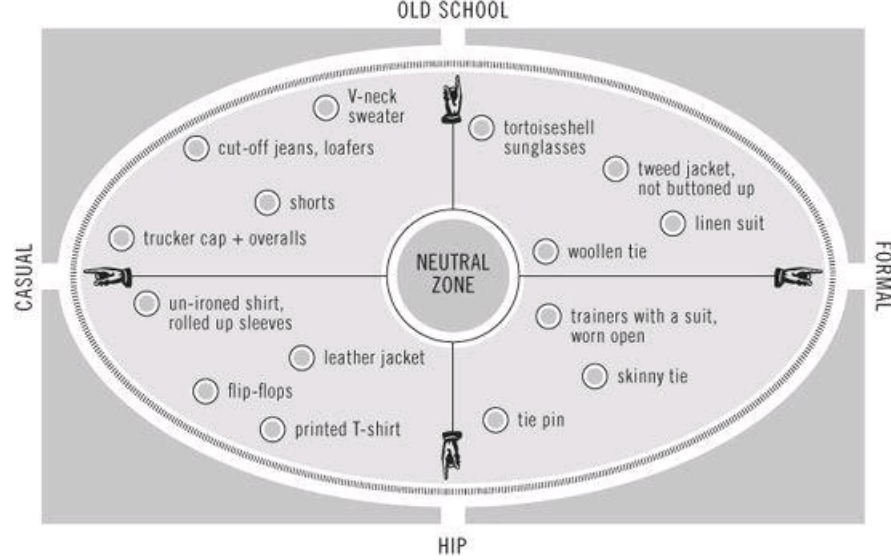 OLD SCHOOL
V-neck
sweater
tortoiseshell
sunglasses
cut-off jeans, loafers
tweed jacket,
not buttoned up
shorts
linen suit
trucker cap + overalls
woollen tie
CASUAL
NEUTRAL
ZONE
FORMAL
un-ironed shirt,
rolled up sleeves
trainers with a suit,
worn open
leather jacket
skinny tie
flip-flops
printed T-shirt
tie pin
HIP